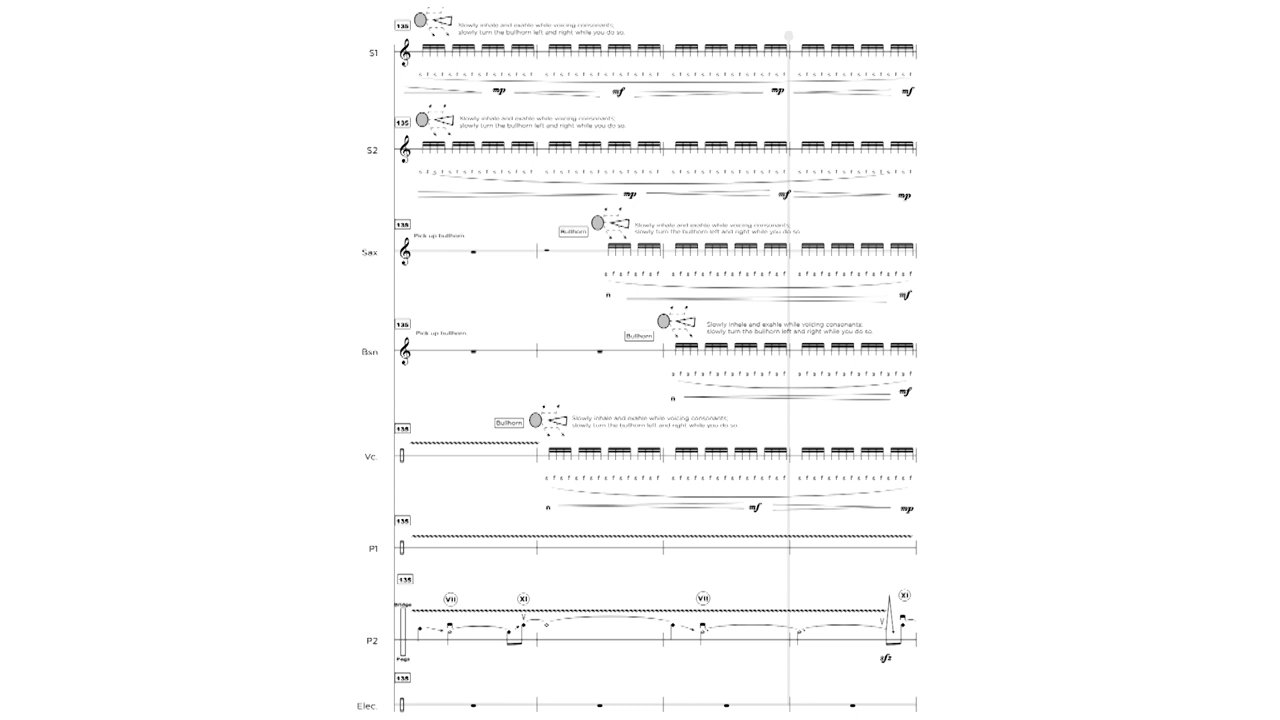 135
Slowly inhale and exahle while voicing consonants;
slowly turn the bullhorn left and right while you do so.
S1
s f s f s f s f s f s f s f s f s f s f s f s f s f s f s f s f
mp mf mp mf
135
Slowly inhale and exahle while voicing consonants;
slowly turn the bullhorn left and right while you do so.
S2
mp mf mp
135
Pick up bullhorn.
Bullhorn
Slowly inhale and exahle while voicing consonants;
slowly turn the bullhorn left and right while you do so.
Sax
s f s f s f s f s f s f s f s f s f s f s f s f
n mf
135
Pick up bullhorn.
Bullhorn
Slowly inhale and exahle while voicing consonants;
slowly turn the bullhorn left and right while you do so.
Bsn
s f s f s f s f s f s f s f s f
n mf
135
Bullhorn
Slowly inhale and exahle while voicing consonants;
slowly turn the bullhorn left and right while you do so.
Vc.
s f s f s f s f s f s f s f s f s f s f s f s f
n mf mp
135
P1
135
Bridge
VII XI VII XI
P2
Pegs
sfz
135
Elec.